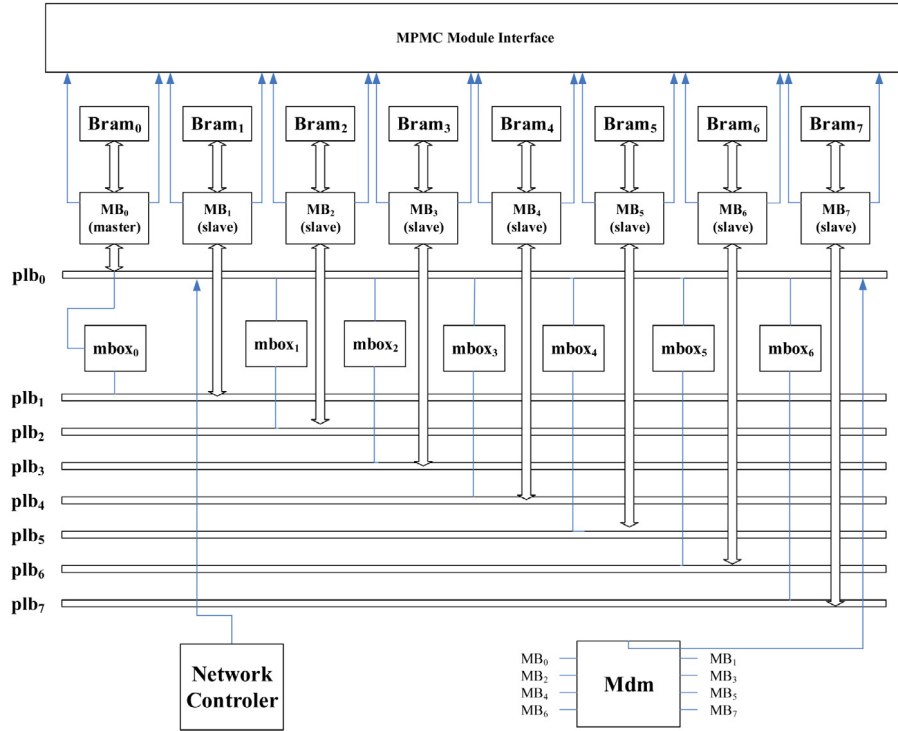 MPMC Module Interface
Bram₀ Bram₁ Bram₂ Bram₃ Bram₄ Bram₅ Bram₆ Bram₇
MB₀ MB₁ MB₂ MB₃ MB₄ MB₅ MB₆ MB₇
(master) (slave) (slave) (slave) (slave) (slave) (slave) (slave)
plb₀
mbox₀ mbox₁ mbox₂ mbox₃ mbox₄ mbox₅ mbox₆
plb₁
plb₂
plb₃
plb₄
plb₅
plb₆
plb₇
Network
Controler
MB₀
MB₂
MB₄
MB₆
Mdm
MB₁
MB₃
MB₅
MB₇